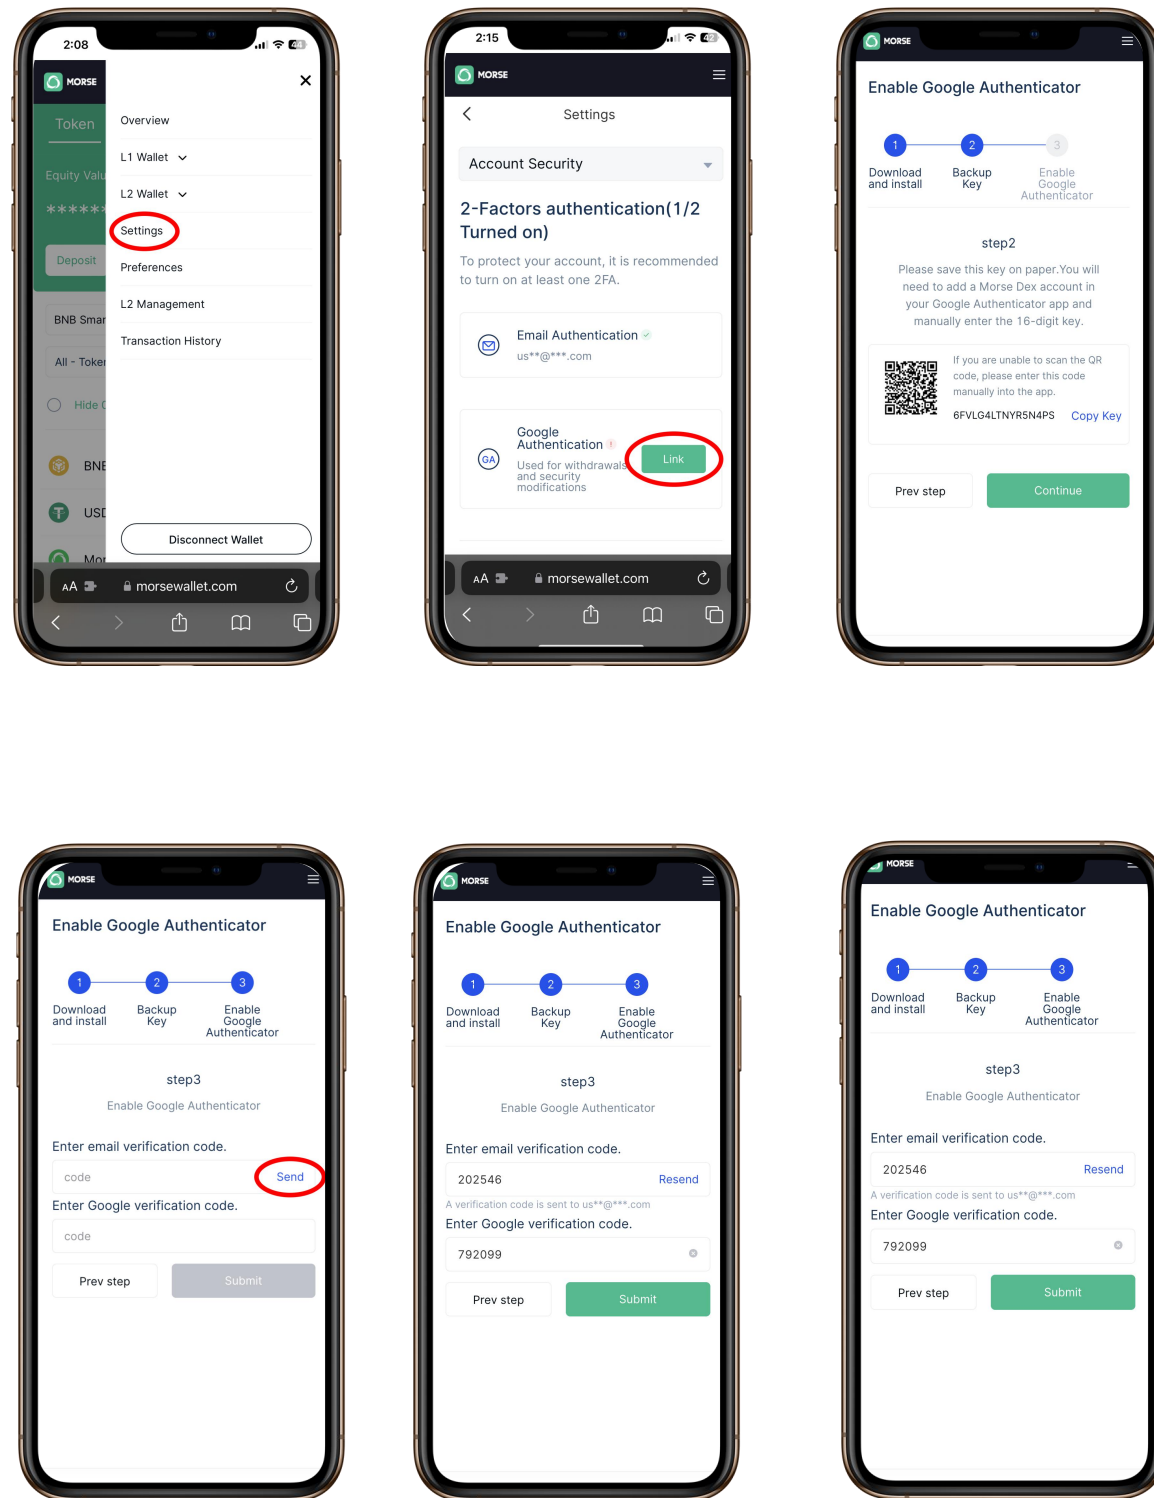 2:08
MORSE
Token
Equity Valu
******
Deposit
BNB Smar
All - Toker
Hide
BNE
USD
Mor
Overview
L1 Wallet
L2 Wallet
Settings
Preferences
L2 Management
Transaction History
Disconnect Wallet
AA morsewallet.com
2:15
42
MORSE
Settings
Account Security
2-Factors authentication(1/2
Turned on)
To protect your account, it is recommended
to turn on at least one 2FA.
Email Authentication
us**@***.com
GA
Google
Authentication
Used for withdrawals
and security
modifications
Link
AA morsewallet.com
MORSE
Enable Google Authenticator
1 2 3
Download
and install
Backup
Key
Enable
Google
Authenticator
step2
Please save this key on paper.You will
need to add a Morse Dex account in
your Google Authenticator app and
manually enter the 16-digit key.
If you are unable to scan the QR
code, please enter this code
manually into the app.
6FVLG4LTNYR5N4PS Copy Key
Prev step Continue
MORSE
Enable Google Authenticator
1 2 3
Download
and install
Backup
Key
Enable
Google
Authenticator
step3
Enable Google Authenticator
Enter email verification code.
code Send
Enter Google verification code.
code
Prev step Submit
MORSE
Enable Google Authenticator
1 2 3
Download
and install
Backup
Key
Enable
Google
Authenticator
step3
Enable Google Authenticator
Enter email verification code.
202546 Resend
A verification code is sent to us**@***.com
Enter Google verification code.
792099
Prev step Submit
MORSE
Enable Google Authenticator
1 2 3
Download
and install
Backup
Key
Enable
Google
Authenticator
step3
Enable Google Authenticator
Enter email verification code.
202546 Resend
A verification code is sent to us**@***.com
Enter Google verification code.
792099
Prev step Submit